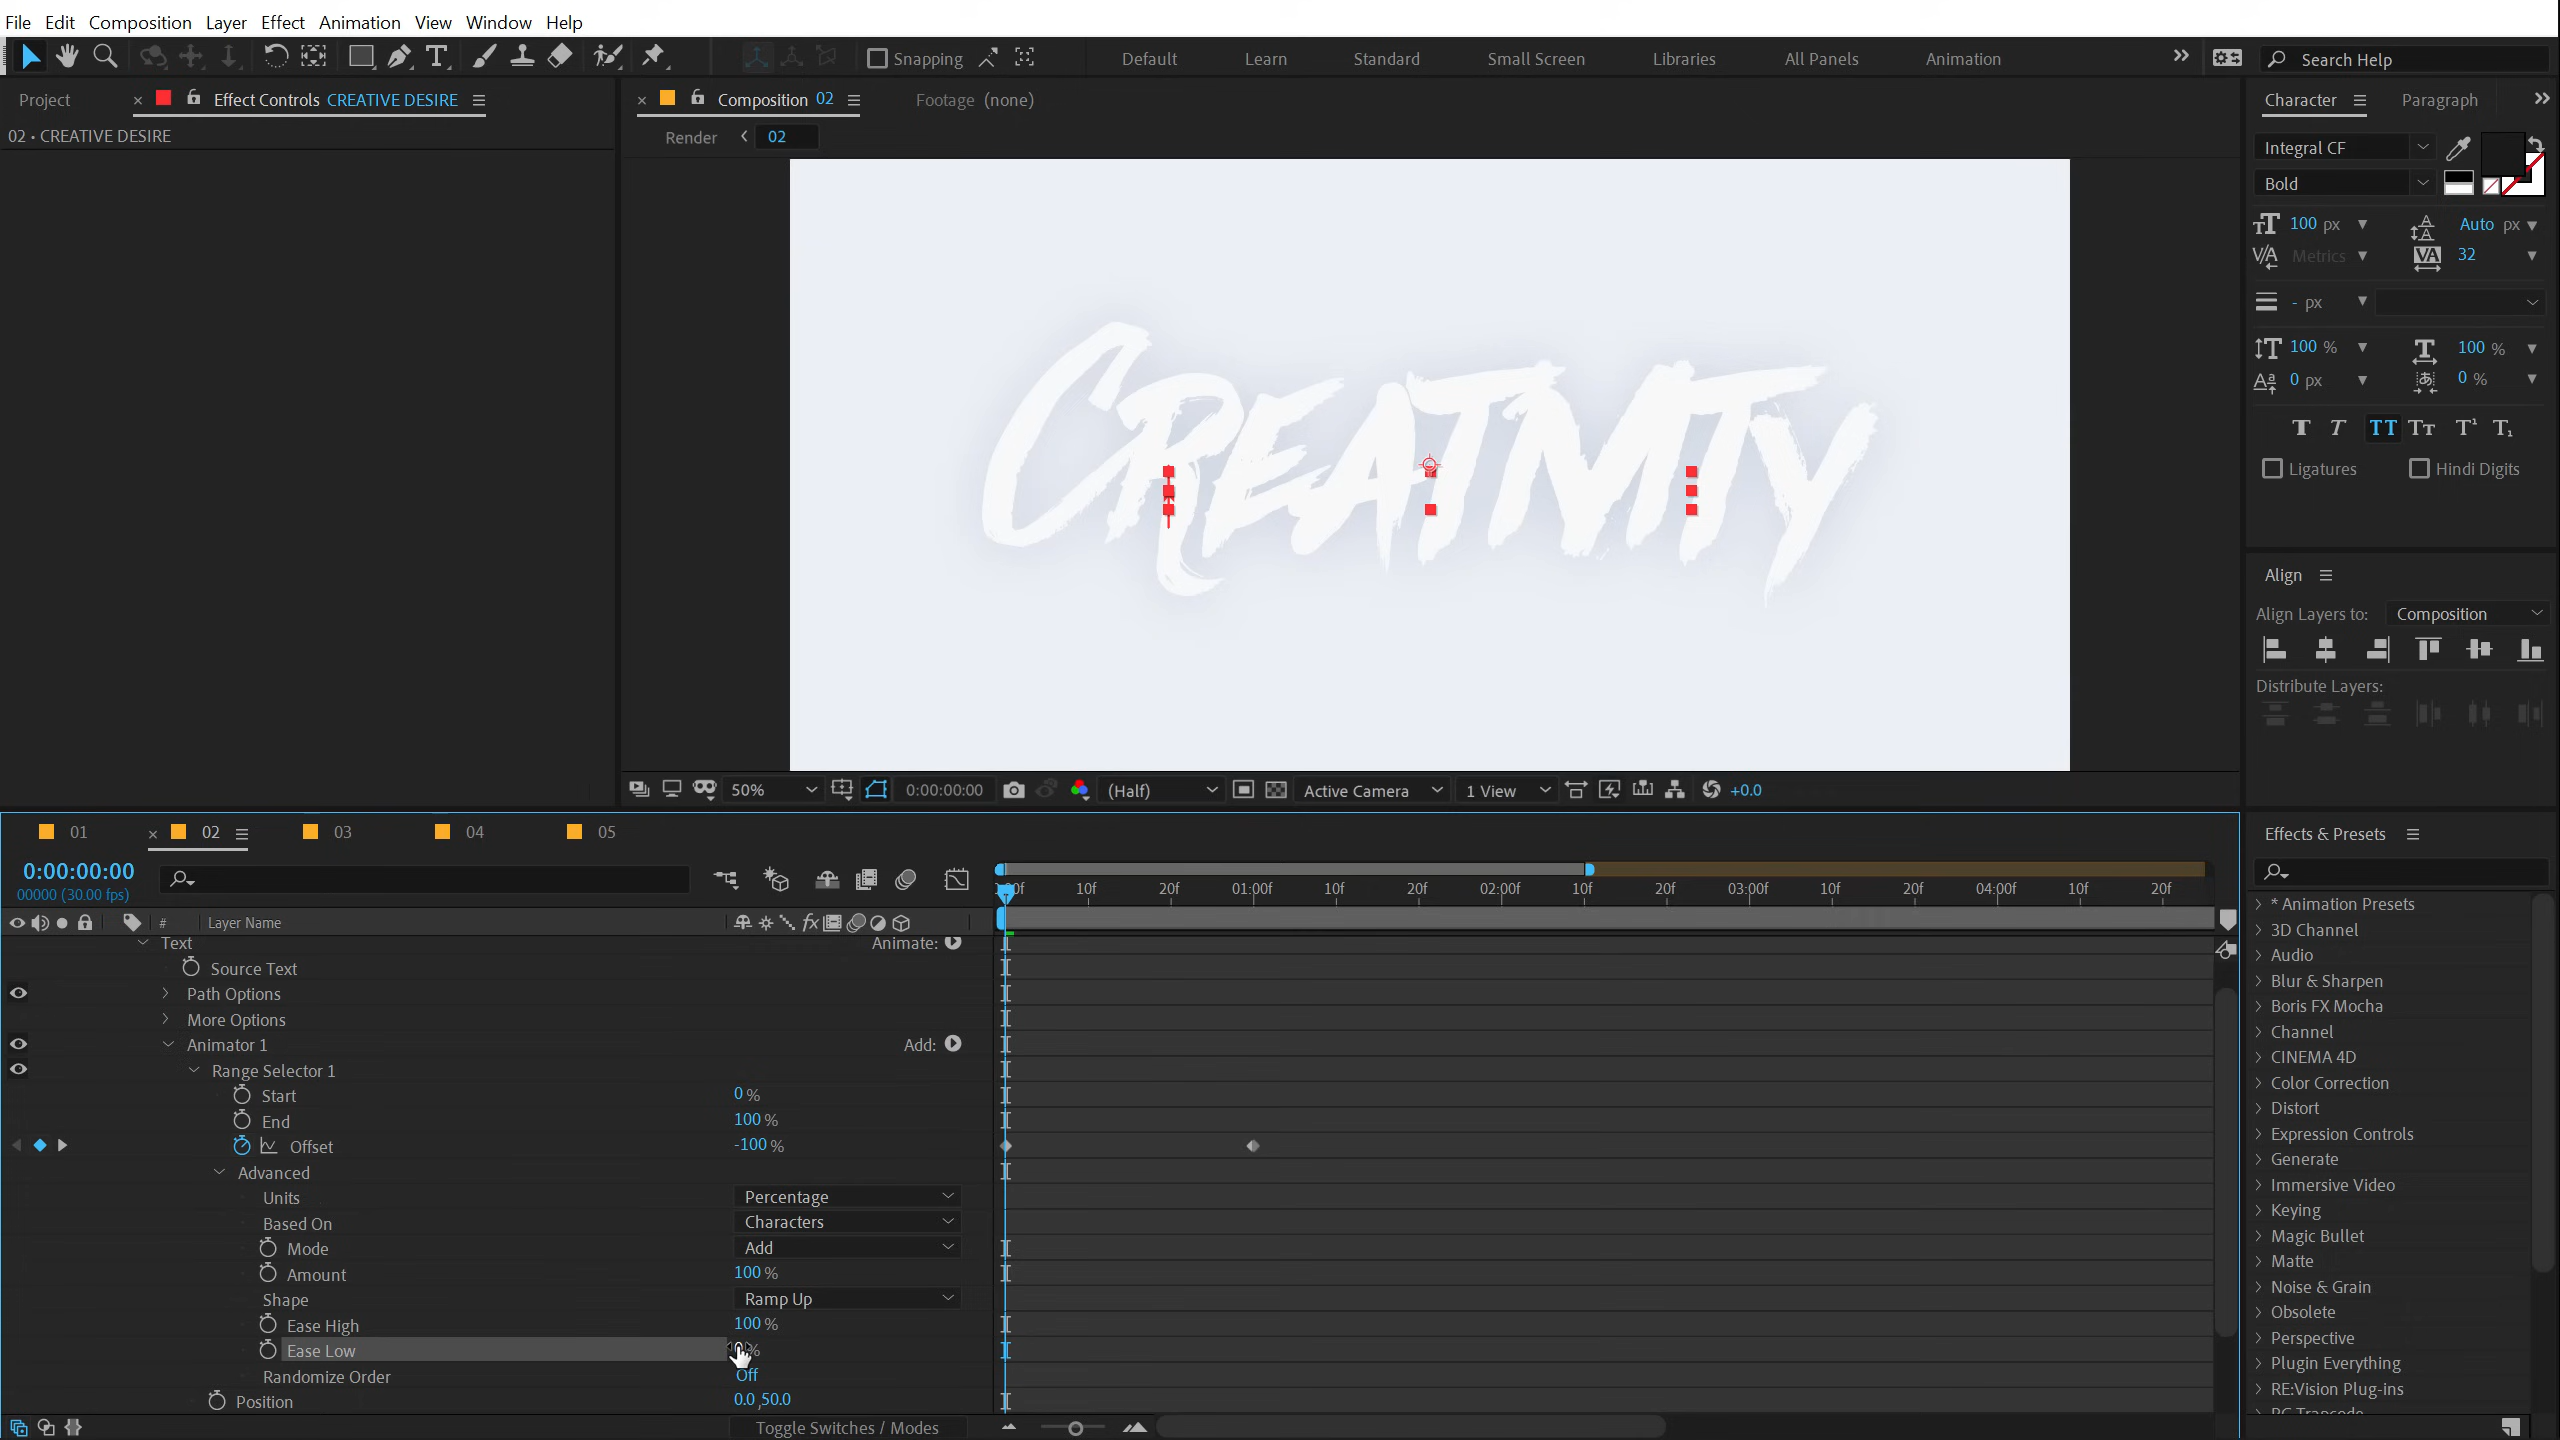 File Edit Composition Layer Effect Animation View Window Help
Snapping Default Learn Standard Small Screen Libraries All Panels Animation Search Help
Project Effect Controls CREATIVE DESIRE Composition 02 Footage (none) Character Paragraph
02 • CREATIVE DESIRE
Render 02
Integral CF
Bold
100 px Auto px
Metrics 32
- px
100 % 100 %
0 px 0 %
Ligatures Hindi Digits
CREATIVITY
Align
Align Layers to: Composition
Distribute Layers:
50% 0:00:00:00 (Half) Active Camera 1 View +0.0
01 02 03 04 05
Effects & Presets
0:00:00:00
00000 (30.00 fps)
10f 20f 01:00f 10f 20f 02:00f 10f 20f 03:00f 10f 20f 04:00f 10f 20f
# Layer Name
Text Animate:
Source Text
Path Options
More Options
Animator 1 Add:
Range Selector 1
Start 0 %
End 100 %
Offset -100 %
Advanced
Units Percentage
Based On Characters
Mode Add
Amount 100 %
Shape Ramp Up
Ease High 100 %
Ease Low %
Randomize Order Off
Position 0.0 ,50.0
Toggle Switches / Modes
* Animation Presets
3D Channel
Audio
Blur & Sharpen
Boris FX Mocha
Channel
CINEMA 4D
Color Correction
Distort
Expression Controls
Generate
Immersive Video
Keying
Magic Bullet
Matte
Noise & Grain
Obsolete
Perspective
Plugin Everything
RE:Vision Plug-ins